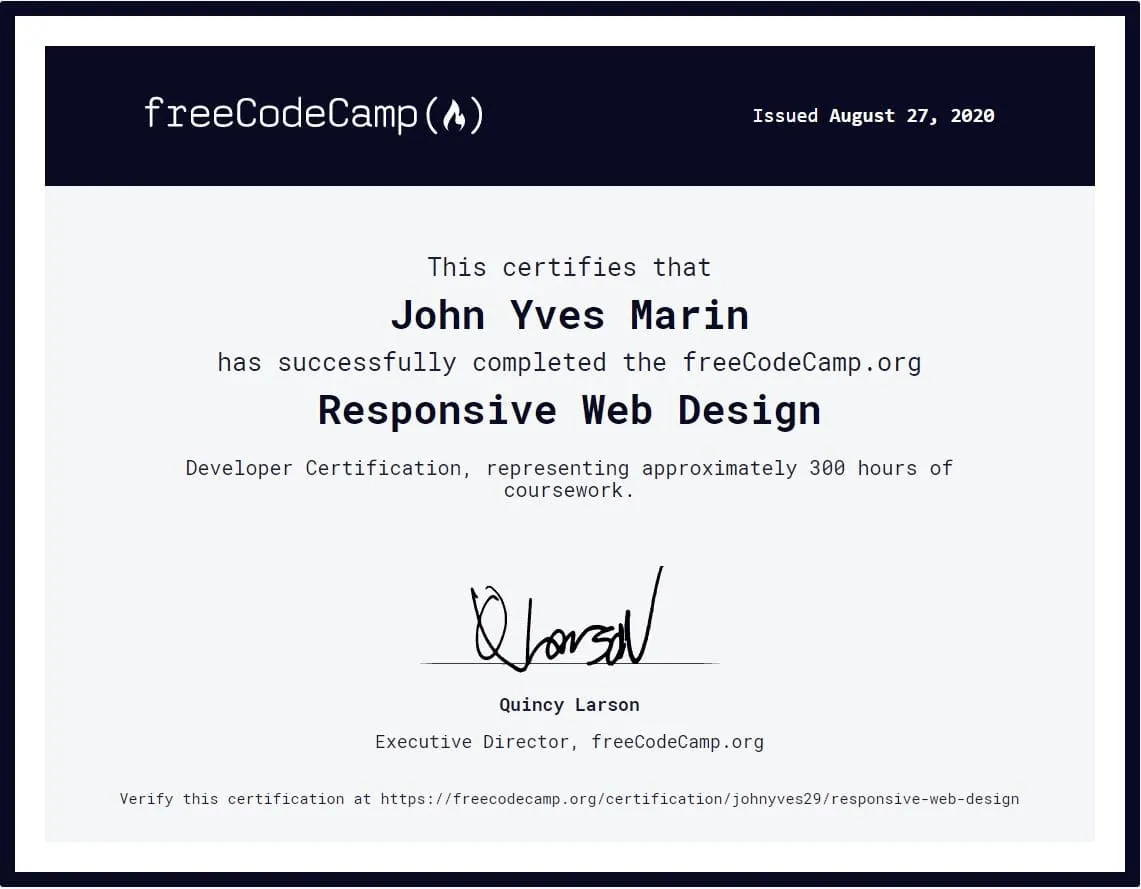 freeCodeCamp(🔥)
Issued August 27, 2020
This certifies that
John Yves Marin
has successfully completed the freeCodeCamp.org
Responsive Web Design
Developer Certification, representing approximately 300 hours of
coursework.
Q Larson
Quincy Larson
Executive Director, freeCodeCamp.org
Verify this certification at https://freecodecamp.org/certification/johnyves29/responsive-web-design